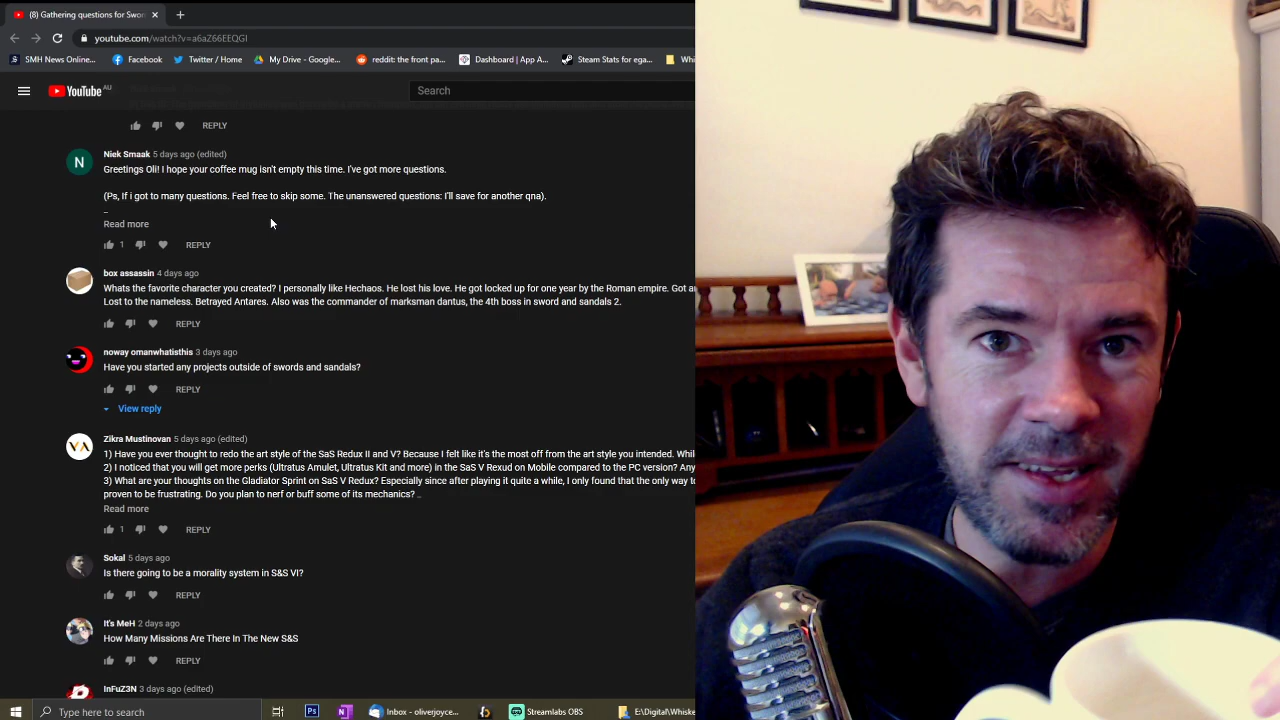 (8) Gathering questions for Swor
youtube.com/watch?v=a6aZ66EEQGI
SMH News Online... Facebook Twitter / Home My Drive - Google... reddit: the front pa... Dashboard | App A... Steam Stats for ega... Whi
YouTube AU
Search
REPLY
N
Niek Smaak 5 days ago (edited)
Greetings Oli! I hope your coffee mug isn't empty this time. I've got more questions.
(Ps, If i got to many questions. Feel free to skip some. The unanswered questions: I'll save for another qna).
_
Read more
1 REPLY
box assassin 4 days ago
Whats the favorite character you created? I personally like Hechaos. He lost his love. He got locked up for one year by the Roman empire. Got a
Lost to the nameless. Betrayed Antares. Also was the commander of marksman dantus, the 4th boss in sword and sandals 2.
REPLY
noway omanwhatisthis 3 days ago
Have you started any projects outside of swords and sandals?
REPLY
View reply
Zikra Mustinovan 5 days ago (edited)
1) Have you ever thought to redo the art style of the SaS Redux II and V? Because I felt like it's the most off from the art style you intended. Whil
2) I noticed that you will get more perks (Ultratus Amulet, Ultratus Kit and more) in the SaS V Rexud on Mobile compared to the PC version? Any
3) What are your thoughts on the Gladiator Sprint on SaS V Redux? Especially since after playing it quite a while, I only found that the only way to
proven to be frustrating. Do you plan to nerf or buff some of its mechanics? ..
Read more
1 REPLY
Sokal 5 days ago
Is there going to be a morality system in S&S VI?
REPLY
It's MeH 2 days ago
How Many Missions Are There In The New S&S
REPLY
InFuZ3N 3 days ago (edited)
Type here to search
Ps
N
Inbox - oliverjoyce...
Streamlabs OBS
E:\Digital\Whiske